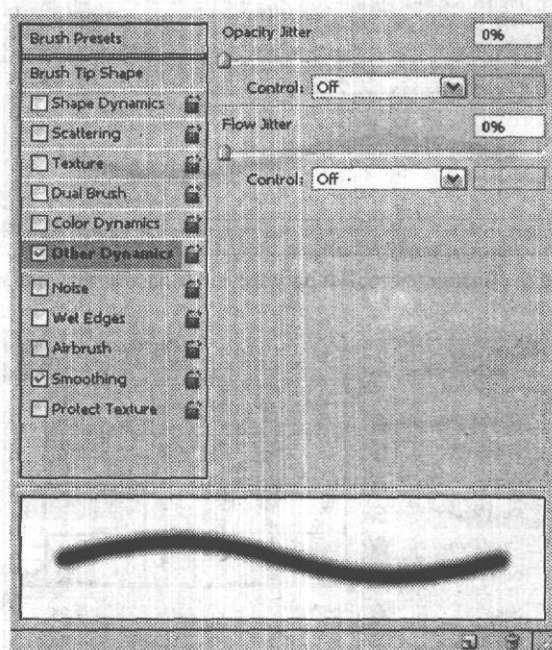 Brush Presets
Brush Tip Shape
Shape Dynamics
Scattering
Texture
Dual Brush
Color Dynamics
Other Dynamics
Noise
Wet Edges
Airbrush
Smoothing
Protect Texture
Opacity Jitter 0%
Control: Off
Flow Jitter 0%
Control: Off